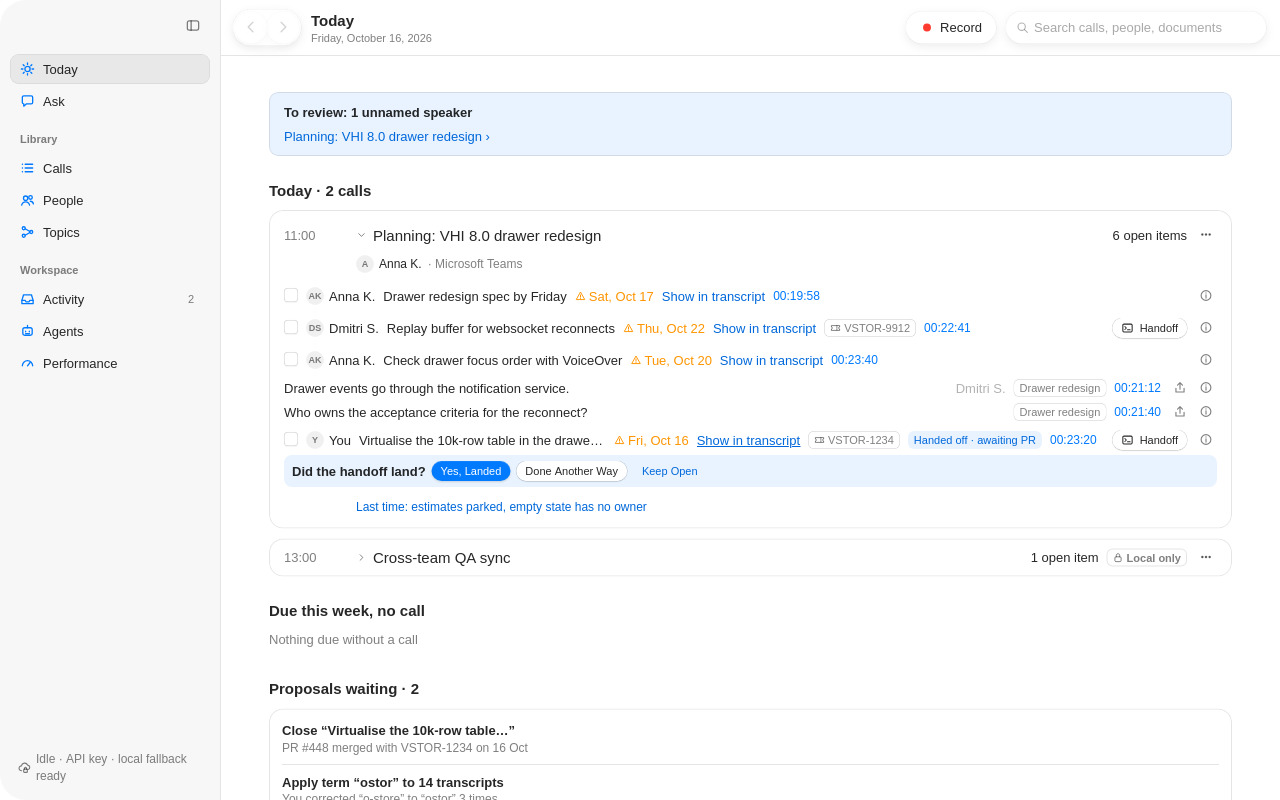 Today
Friday, October 16, 2026
Record
Search calls, people, documents
Today
Ask
Library
Calls
People
Topics
Workspace
Activity 2
Agents
Performance
Idle · API key · local fallback
ready
To review: 1 unnamed speaker
Planning: VHI 8.0 drawer redesign ›
Today · 2 calls
11:00 Planning: VHI 8.0 drawer redesign 6 open items
A Anna K. · Microsoft Teams
AK Anna K. Drawer redesign spec by Friday Sat, Oct 17 Show in transcript 00:19:58
DS Dmitri S. Replay buffer for websocket reconnects Thu, Oct 22 Show in transcript VSTOR-9912 00:22:41 Handoff
AK Anna K. Check drawer focus order with VoiceOver Tue, Oct 20 Show in transcript 00:23:40
Drawer events go through the notification service. Dmitri S. Drawer redesign 00:21:12
Who owns the acceptance criteria for the reconnect? Drawer redesign 00:21:40
Y You Virtualise the 10k-row table in the drawe… Fri, Oct 16 Show in transcript VSTOR-1234 Handed off · awaiting PR 00:23:20 Handoff
Did the handoff land? Yes, Landed Done Another Way Keep Open
Last time: estimates parked, empty state has no owner
13:00 Cross-team QA sync 1 open item Local only
Due this week, no call
Nothing due without a call
Proposals waiting · 2
Close “Virtualise the 10k-row table…”
PR #448 merged with VSTOR-1234 on 16 Oct
Apply term “ostor” to 14 transcripts
You corrected “o-store” to “ostor” 3 times